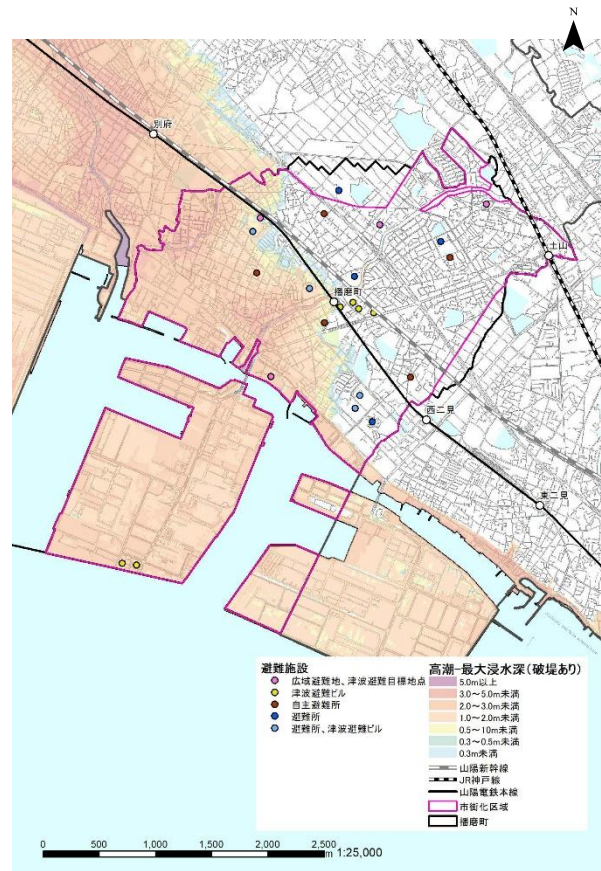 N
別府
土山
播磨町
西二見
東二見
避難施設
広域避難地、津波避難目標地点
津波避難ビル
自主避難所
避難所
避難所、津波避難ビル
高潮-最大浸水深(破堤あり)
5.0m以上
3.0~5.0m未満
2.0~3.0m未満
1.0~2.0m未満
0.5~10m未満
0.3~0.5m未満
0.3m未満
山陽新幹線
JR神戸線
山陽電鉄本線
市街化区域
播磨町
0 500 1,000 1,500 2,000 2,500 m 1:25,000